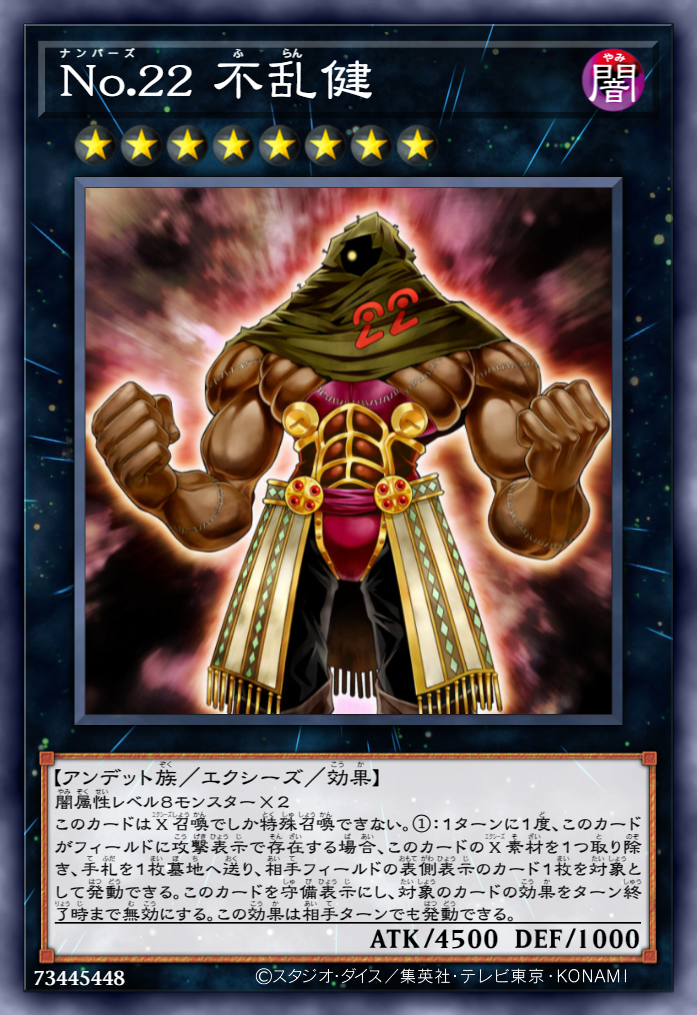 No.22 不乱健
ナンバーズ ふ らん
闇
やみ
22
【アンデット族／エクシーズ／効果】
闇属性レベル８モンスター×２
このカードはＸ召喚でしか特殊召喚できない。①：１ターンに１度、このカード
がフィールドに攻撃表示で存在する場合、このカードのＸ素材を１つ取り除
き、手札を１枚墓地へ送り、相手フィールドの表側表示のカード１枚を対象と
して発動できる。このカードを守備表示にし、対象のカードの効果をターン終
了時まで無効にする。この効果は相手ターンでも発動できる。
ATK/4500 DEF/1000
73445448
©スタジオ・ダイス／集英社・テレビ東京・KONAMI